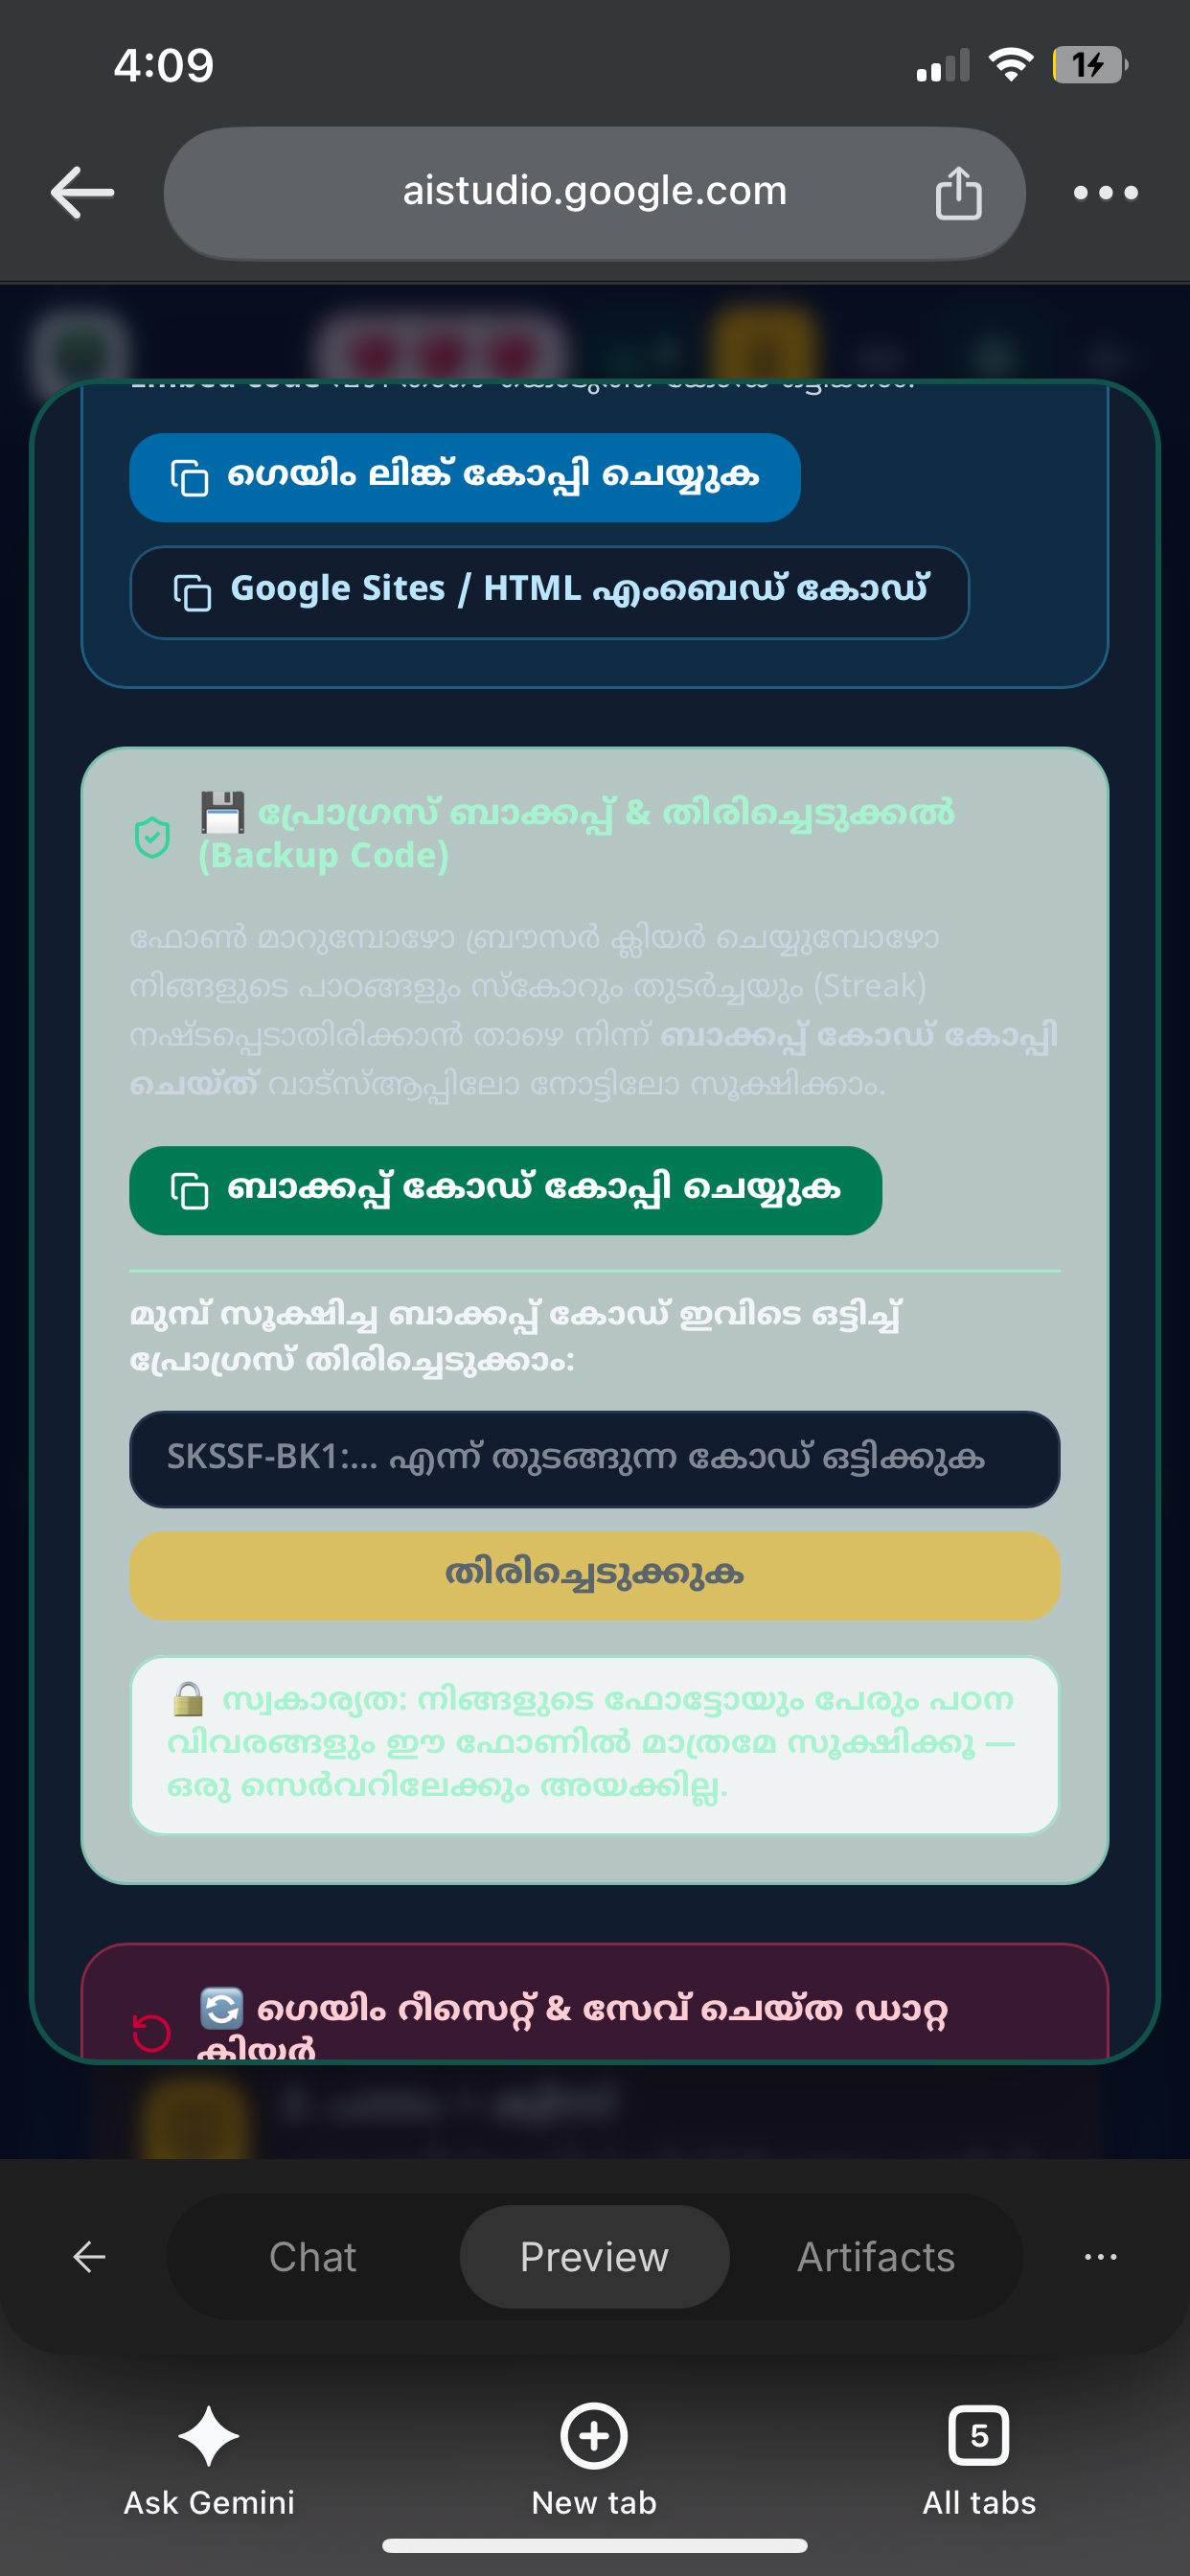 4:09
1
aistudio.google.com
ഗെയിം ലിങ്ക് കോപ്പി ചെയ്യുക
Google Sites / HTML എംബെഡ് കോഡ്
💾 പ്രോഗ്രസ് ബാക്കപ്പ് & തിരിച്ചെടുക്കൽ
(Backup Code)
ഫോൺ മാറുമ്പോഴോ ബ്രൗസർ ക്ലിയർ ചെയ്യുമ്പോഴോ
നിങ്ങളുടെ പാഠങ്ങളും സ്കോറും തുടർച്ചയും (Streak)
നഷ്ടപ്പെടാതിരിക്കാൻ താഴെ നിന്ന് ബാക്കപ്പ് കോഡ് കോപ്പി
ചെയ്ത് വാട്സ്ആപ്പിലോ നോട്ടിലോ സൂക്ഷിക്കാം.
ബാക്കപ്പ് കോഡ് കോപ്പി ചെയ്യുക
മുമ്പ് സൂക്ഷിച്ച ബാക്കപ്പ് കോഡ് ഇവിടെ ഒട്ടിച്ച്
പ്രോഗ്രസ് തിരിച്ചെടുക്കാം:
SKSSF-BK1:... എന്ന് തുടങ്ങുന്ന കോഡ് ഒട്ടിക്കുക
തിരിച്ചെടുക്കുക
🔒 സ്വകാര്യത: നിങ്ങളുടെ ഫോട്ടോയും പേരും പഠന
വിവരങ്ങളും ഈ ഫോണിൽ മാത്രമേ സൂക്ഷിക്കൂ —
ഒരു സെർവറിലേക്കും അയക്കില്ല.
🔄 ഗെയിം റീസെറ്റ് & സേവ് ചെയ്ത ഡാറ്റ
Chat
Preview
Artifacts
5
Ask Gemini
New tab
All tabs